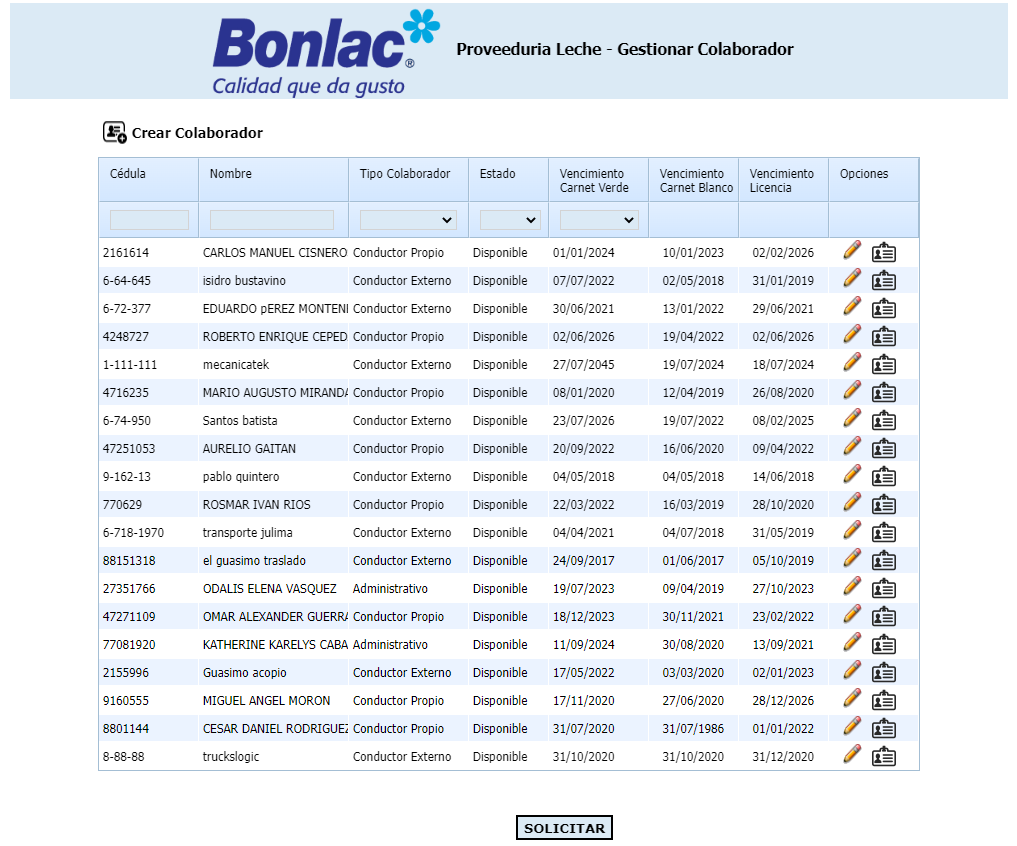 Bonlac®
Calidad que da gusto
Proveeduria Leche - Gestionar Colaborador
Crear Colaborador
Cédula Nombre Tipo Colaborador Estado Vencimiento Carnet Verde Vencimiento Carnet Blanco Vencimiento Licencia Opciones
2161614 CARLOS MANUEL CISNERO Conductor Propio Disponible 01/01/2024 10/01/2023 02/02/2026
6-64-645 isidro bustavino Conductor Externo Disponible 07/07/2022 02/05/2018 31/01/2019
6-72-377 EDUARDO pEREZ MONTENI Conductor Externo Disponible 30/06/2021 13/01/2022 29/06/2021
4248727 ROBERTO ENRIQUE CEPED Conductor Propio Disponible 02/06/2026 19/04/2022 02/06/2026
1-111-111 mecanicatek Conductor Externo Disponible 27/07/2045 19/07/2024 18/07/2024
4716235 MARIO AUGUSTO MIRANDA Conductor Propio Disponible 08/01/2020 12/04/2019 26/08/2020
6-74-950 Santos batista Conductor Externo Disponible 23/07/2026 19/07/2022 08/02/2025
47251053 AURELIO GAITAN Conductor Propio Disponible 20/09/2022 16/06/2020 09/04/2022
9-162-13 pablo quintero Conductor Externo Disponible 04/05/2018 04/05/2018 14/06/2018
770629 ROSMAR IVAN RIOS Conductor Propio Disponible 22/03/2022 16/03/2019 28/10/2020
6-718-1970 transporte julima Conductor Externo Disponible 04/04/2021 04/07/2018 31/05/2019
88151318 el guasimo traslado Conductor Externo Disponible 24/09/2017 01/06/2017 05/10/2019
27351766 ODALIS ELENA VASQUEZ Administrativo Disponible 19/07/2023 09/04/2019 27/10/2023
47271109 OMAR ALEXANDER GUERRA Conductor Propio Disponible 18/12/2023 30/11/2021 23/02/2022
77081920 KATHERINE KARELYS CABA Administrativo Disponible 11/09/2024 30/08/2020 13/09/2021
2155996 Guasimo acopio Conductor Externo Disponible 17/05/2022 03/03/2020 02/01/2023
9160555 MIGUEL ANGEL MORON Conductor Propio Disponible 17/11/2020 27/06/2020 28/12/2026
8801144 CESAR DANIEL RODRIGUEZ Conductor Propio Disponible 31/07/2020 31/07/1986 01/01/2022
8-88-88 truckslogic Conductor Externo Disponible 31/10/2020 31/10/2020 31/12/2020
SOLICITAR